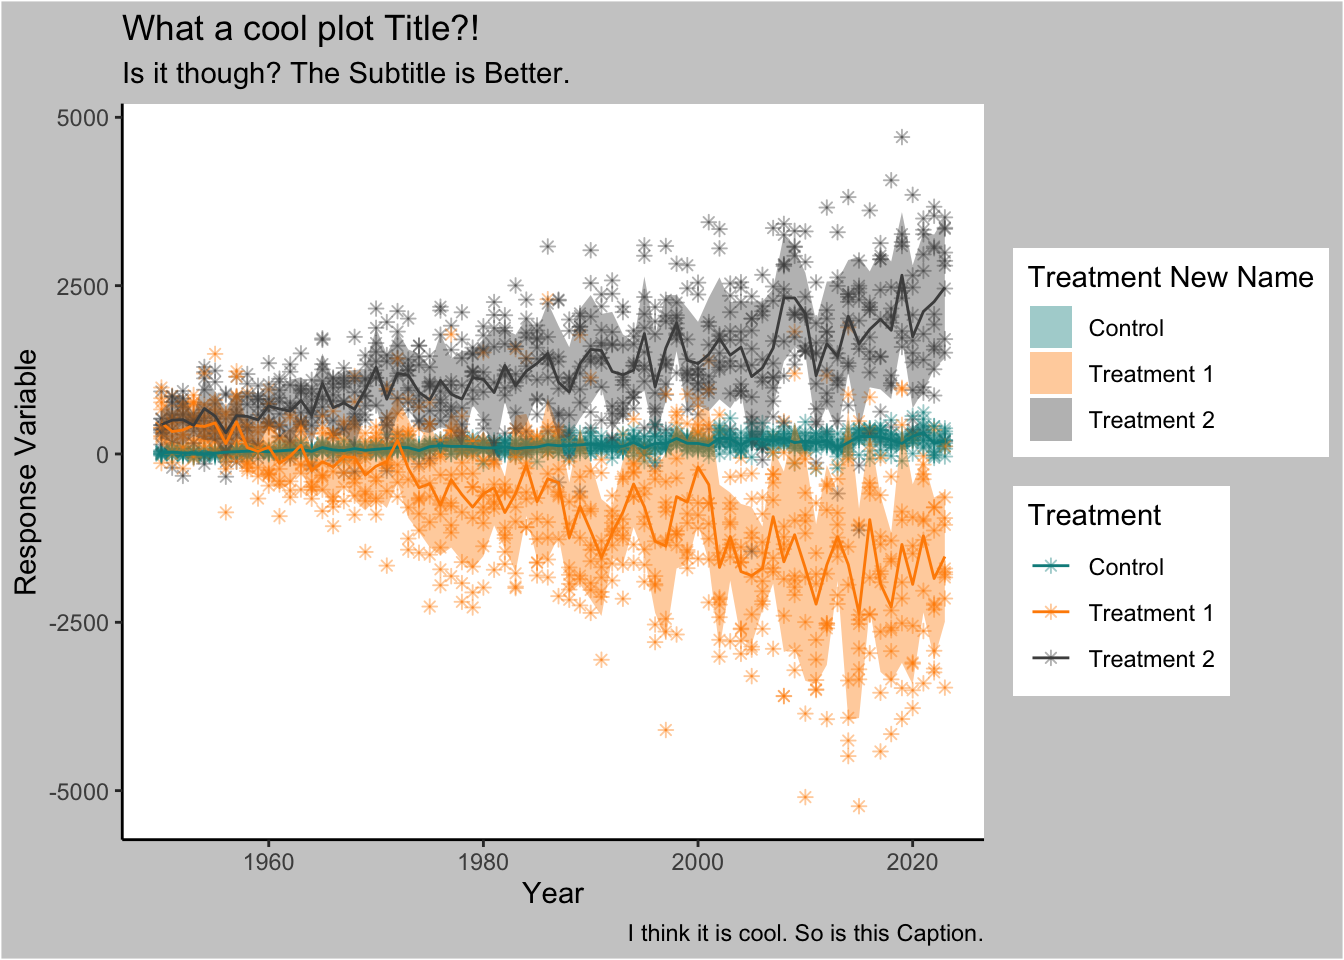 What a cool plot Title?!
Is it though? The Subtitle is Better.
5000
2500
0
-2500
-5000
Response Variable
1960
1980
2000
2020
Year
I think it is cool. So is this Caption.
Treatment New Name
Control
Treatment 1
Treatment 2
Treatment
Control
Treatment 1
Treatment 2